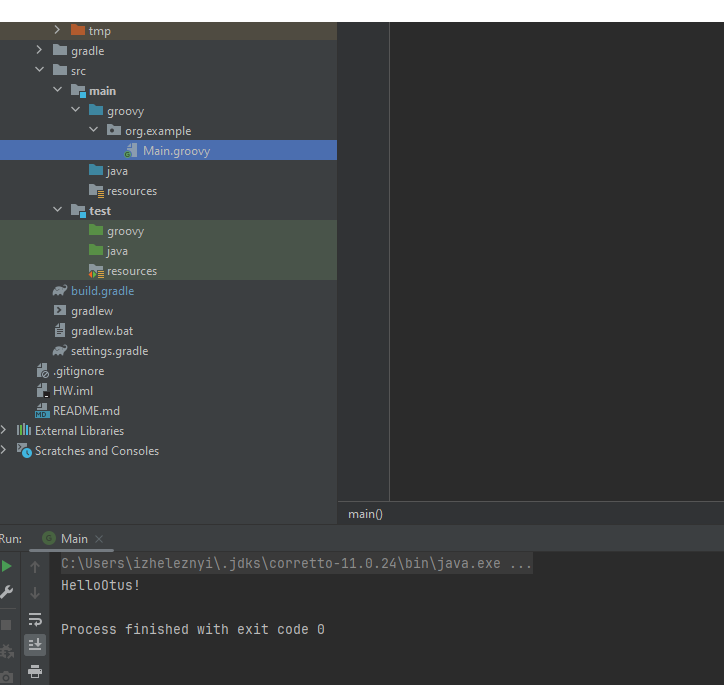 tmp
gradle
src
main
groovy
org.example
Main.groovy
java
resources
test
groovy
java
resources
build.gradle
gradlew
gradlew.bat
settings.gradle
.gitignore
HW.iml
README.md
External Libraries
Scratches and Consoles
main()
Run:
Main
C:\Users\izheleznyi\.jdks\corretto-11.0.24\bin\java.exe ...
HelloOtus!
Process finished with exit code 0